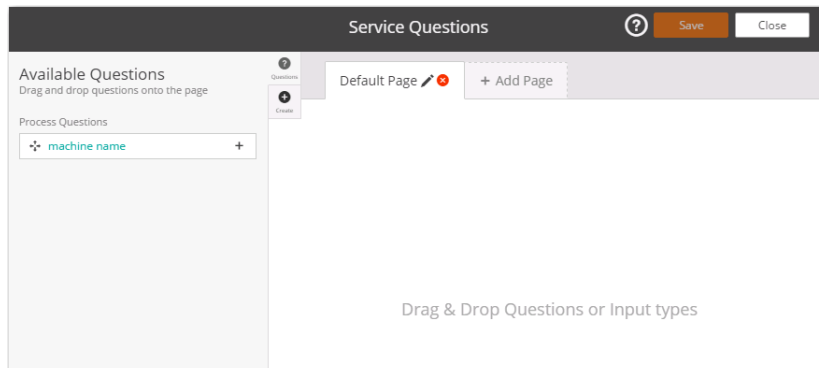 Service Questions
?
Save
Close
Available Questions
Drag and drop questions onto the page
Process Questions
machine name +
?
Questions
+
Create
Default Page
+ Add Page
Drag & Drop Questions or Input types